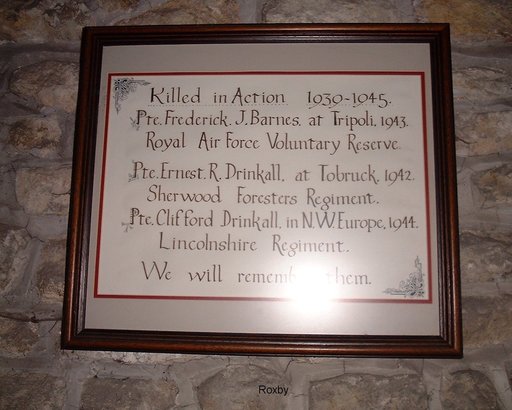 Killed in Action 1939-1945.
Pte. Frederick. J. Barnes. at Tripoli. 1943.
Royal Air Force Voluntary Reserve.
Pte. Ernest. R. Drinkall, at Tobruck, 1942.
Sherwood Foresters Regiment.
Pte. Clifford Drinkall, in N.W. Europe, 1944.
Lincolnshire Regiment.
We will remember them.
Roxby